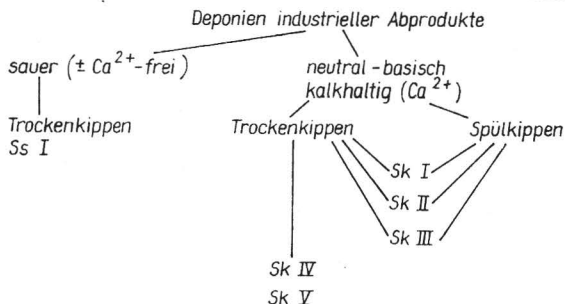 Deponien industrieller Abprodukte
sauer (± Ca²⁺-frei)
neutral-basisch
kalkhaltig (Ca²⁺)
Trockenkippen
Ss I
Trockenkippen
Spülkippen
Sk I
Sk II
Sk III
Sk IV
Sk V